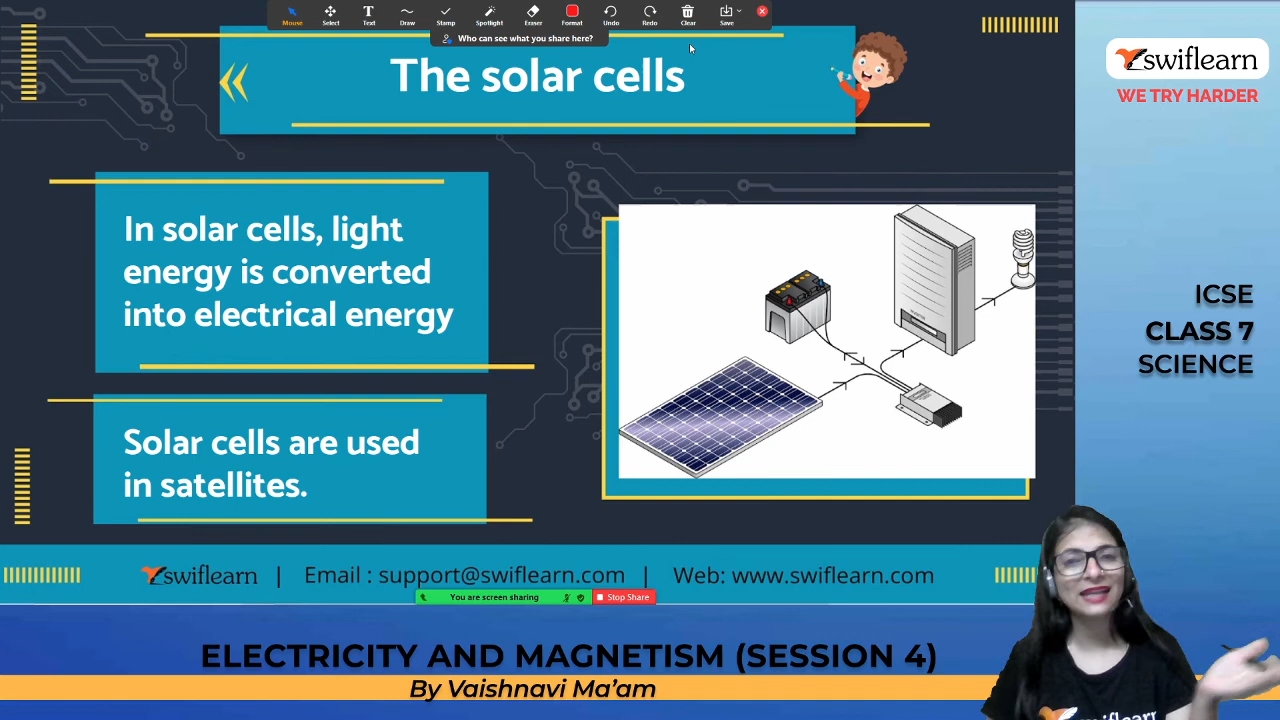 Mouse Select Text Draw Stamp Spotlight Eraser Format Undo Redo Clear Save
Who can see what you share here?
The solar cells
swiflearn
WE TRY HARDER
In solar cells, light
energy is converted
into electrical energy
Solar cells are used
in satellites.
ICSE
CLASS 7
SCIENCE
swiflearn | Email : support@swiflearn.com | Web: www.swiflearn.com
You are screen sharing Stop Share
ELECTRICITY AND MAGNETISM (SESSION 4)
By Vaishnavi Ma'am
swiflearn